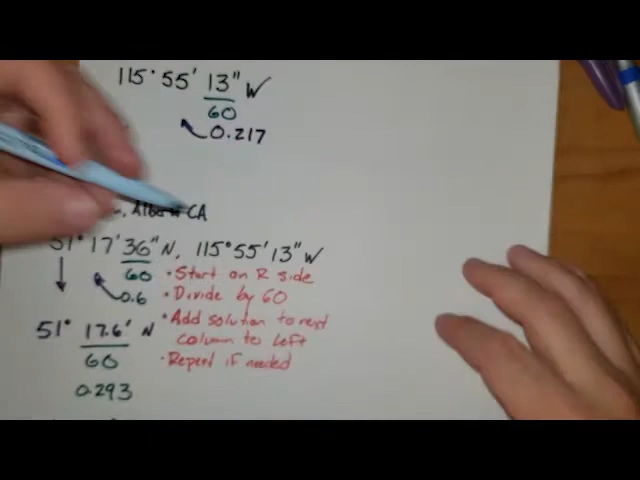 115° 55' 13" W
60
0.217
CA
51° 17' 36" N, 115° 55' 13" W
60
0.6
• Start on R side
• Divide by 60
• Add solution to next
column to left
• Repeat if needed
51° 17.6' N
60
0.293